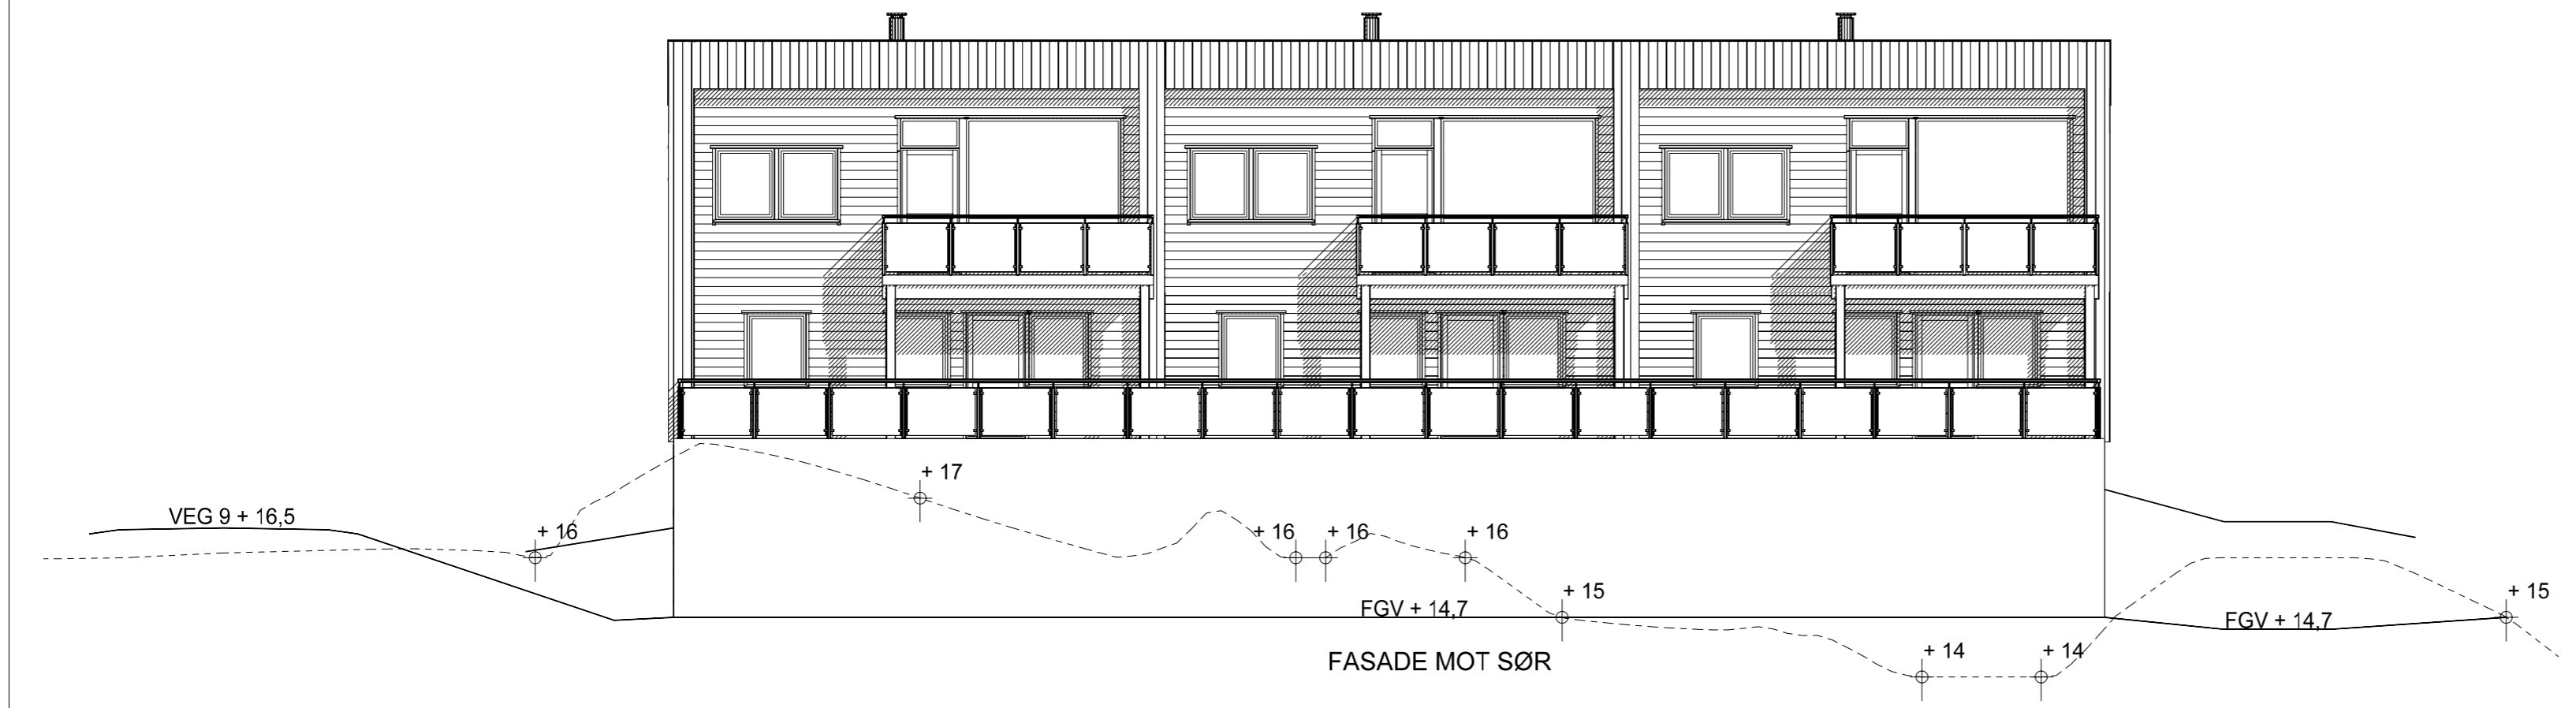 + 17
VEG 9 + 16,5
+ 16
+ 16
+ 16
+ 16
+ 15
+ 15
FGV + 14,7
FGV + 14,7
+ 14
+ 14
FASADE MOT SØR